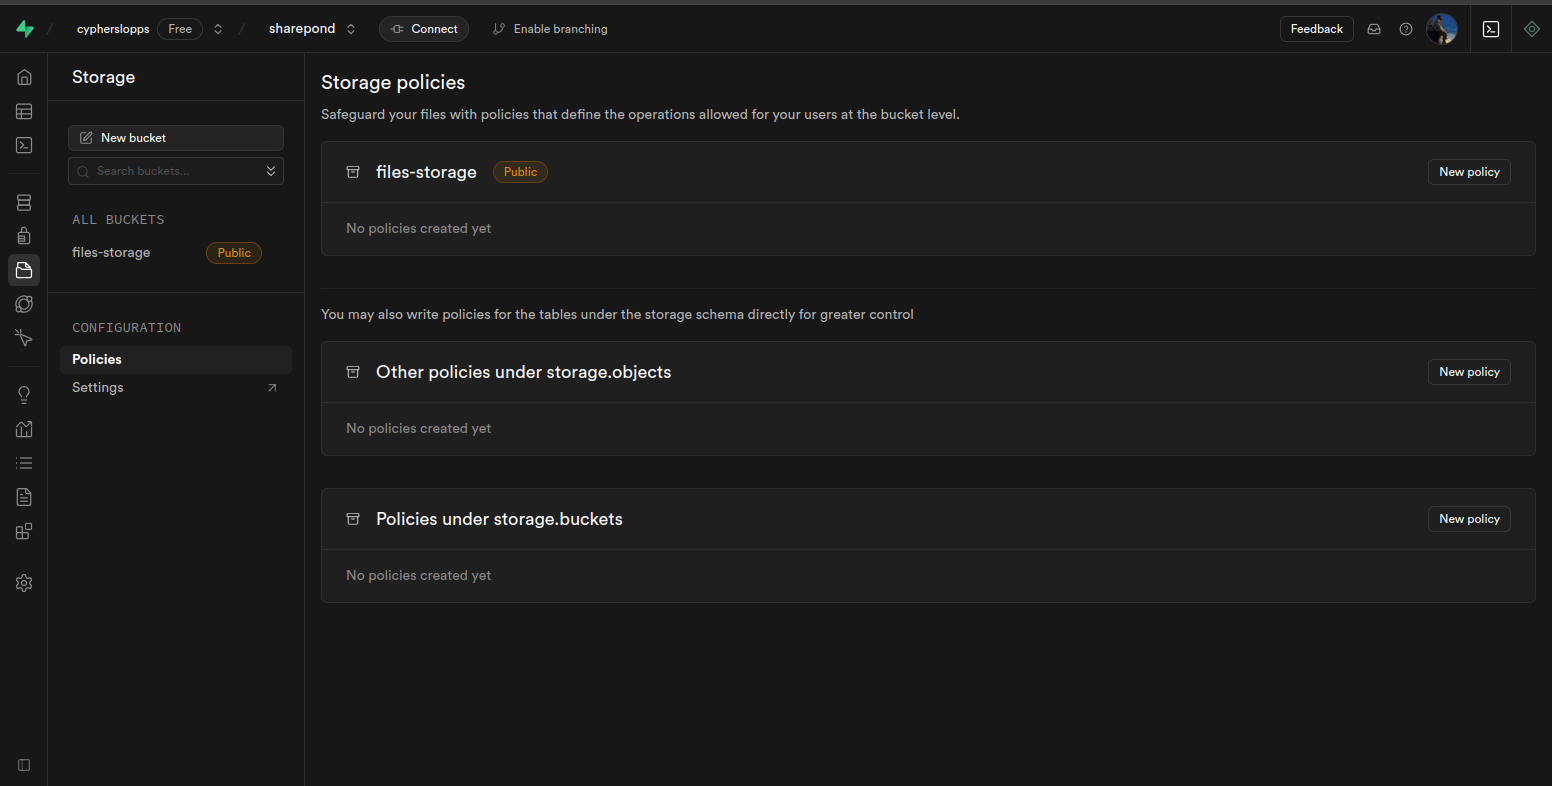 cypherslopps Free / sharepond Connect Enable branching Feedback
Storage
New bucket
Search buckets...
ALL BUCKETS
files-storage Public
CONFIGURATION
Policies
Settings
Storage policies
Safeguard your files with policies that define the operations allowed for your users at the bucket level.
files-storage Public New policy
No policies created yet
You may also write policies for the tables under the storage schema directly for greater control
Other policies under storage.objects New policy
No policies created yet
Policies under storage.buckets New policy
No policies created yet